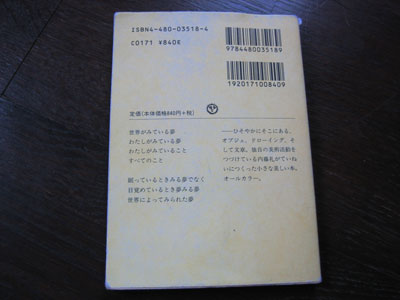 ISBN4-480-03518-4
C0171 ¥840E
9784480035189
1920171008409
定価(本体価格840円+税)
世界がみている夢
わたしがみている夢
わたしがみていること
すべてのこと
眠っているときみる夢でなく
目覚めているとき夢みる夢
世界によってみられた夢
——ひそやかにそこにある、
オブジェ、ドローイング、そ
して文章。独自の美術活動を
つづけている内藤礼がていね
いにつくった小さな美しい本。
オールカラー。